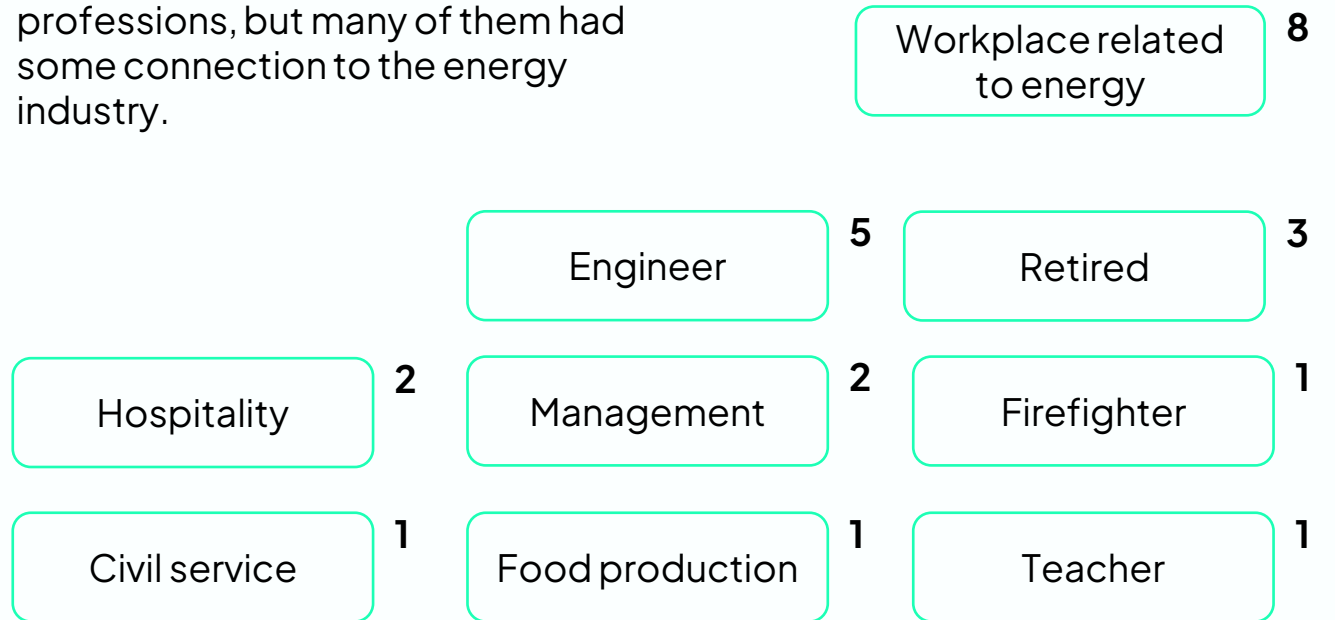 professions, but many of them had
some connection to the energy
industry.
Workplace related
to energy
8
Engineer
5
Retired
3
Hospitality
2
Management
2
Firefighter
1
Civil service
1
Food production
1
Teacher
1